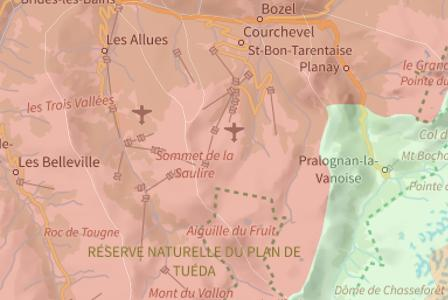 Brides-les-Bains
Bozel
Courchevel
Les Allues
St-Bon-Tarentaise
Planay
le Grand
Pointe du
les Trois Vallées
Col d
Les Belleville
Sommet de la
Saulire
Pralognan-la-
Vanoise
Mt Bocho
Pointe d
Roc de Tougne
Aiguille du Fruit
RÉSERVE NATURELLE DU PLAN DE
TUÉDA
Mont du Vallon
Dôme de Chasseforêt